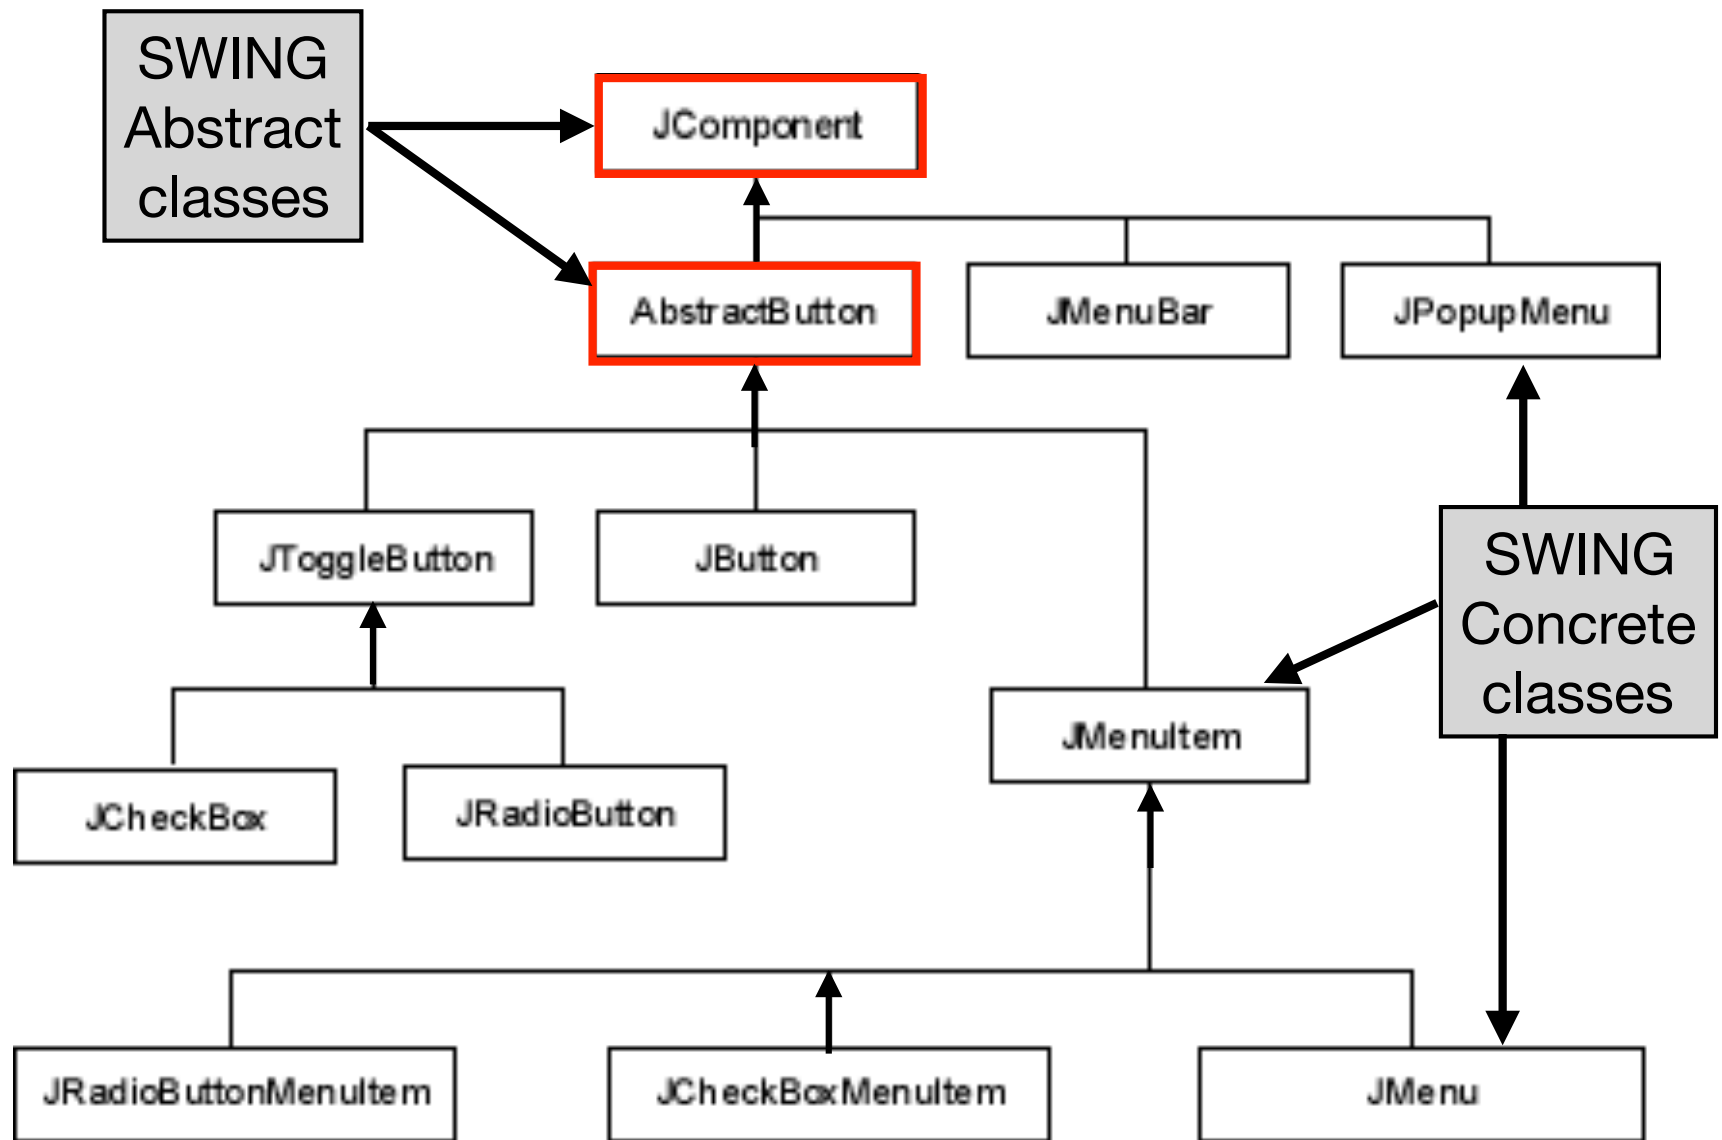 SWING
Abstract
classes
JComponent
AbstractButton
JMenuBar
JPopupMenu
JToggleButton
JButton
SWING
Concrete
classes
JMenuItem
JCheckBox
JRadioButton
JRadioButtonMenuItem
JCheckBoxMenuItem
JMenu